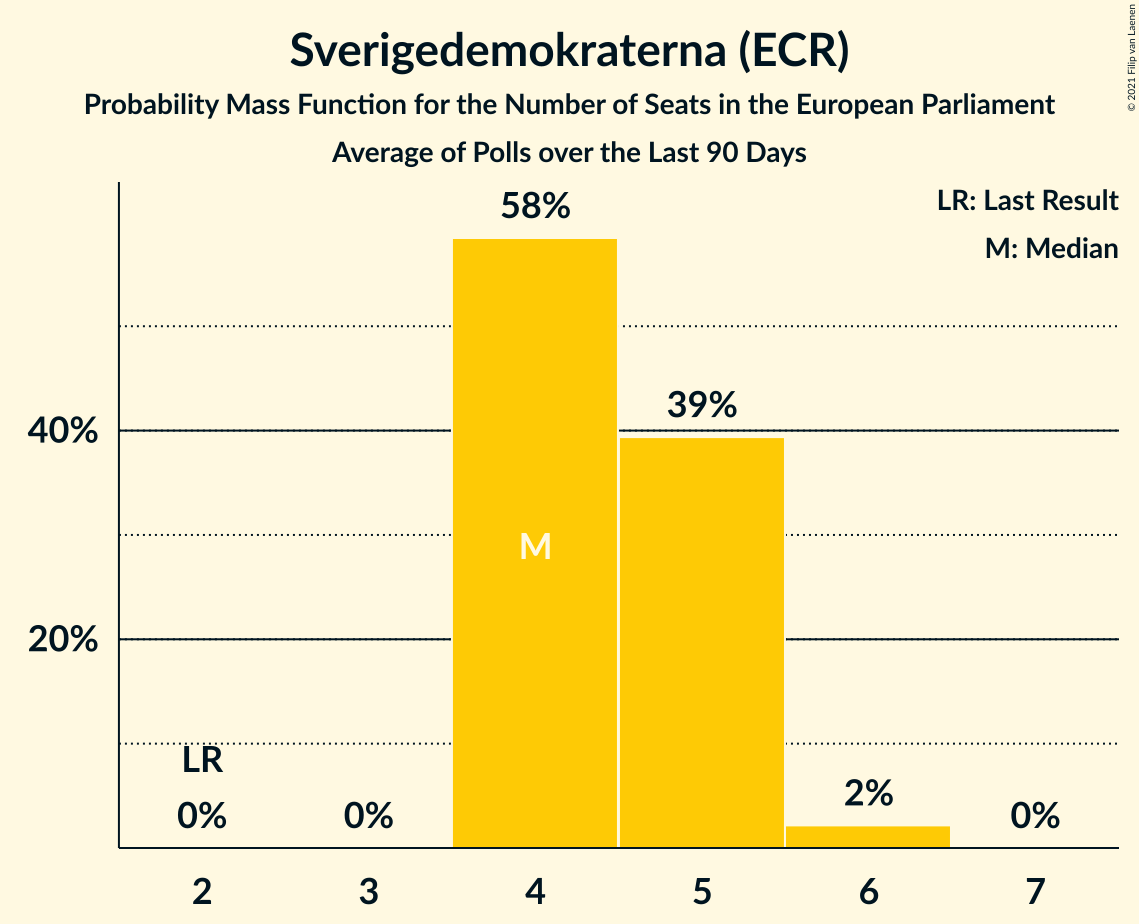 Sverigedemokraterna (ECR)
Probability Mass Function for the Number of Seats in the European Parliament
Average of Polls over the Last 90 Days
© 2021 Filip van Laenen
LR: Last Result
M: Median
58%
39%
40%
M
20%
LR
0%
0%
2%
0%
2
3
4
5
6
7